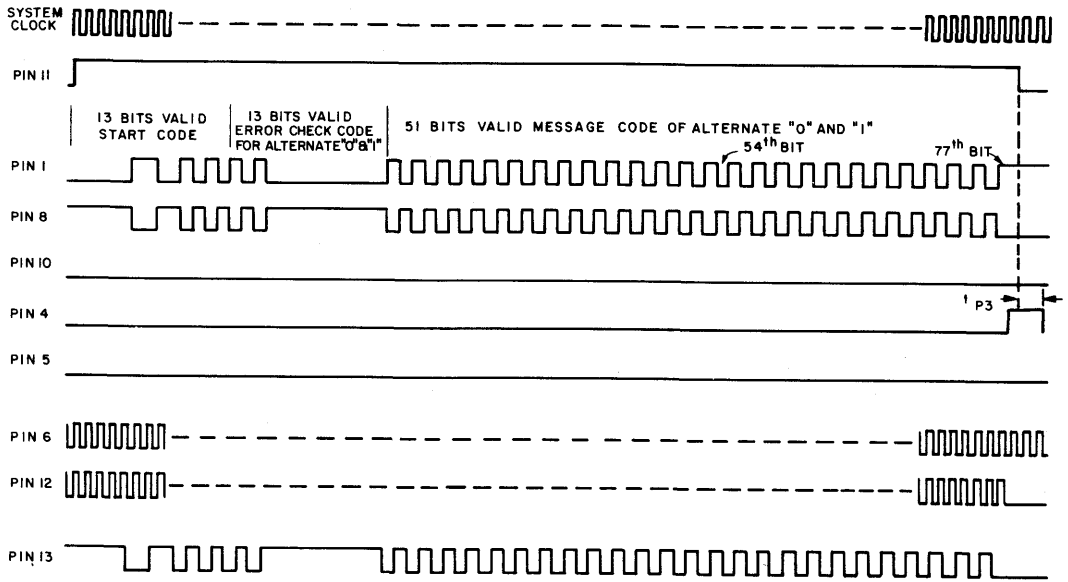 SYSTEM
CLOCK
PIN 11
13 BITS VALID
START CODE
13 BITS VALID
ERROR CHECK CODE
FOR ALTERNATE "0"&"1"
51 BITS VALID MESSAGE CODE OF ALTERNATE "0" AND "1"
54th BIT
77th BIT
PIN 1
PIN 8
PIN 10
t P3
PIN 4
PIN 5
PIN 6
PIN 12
PIN 13